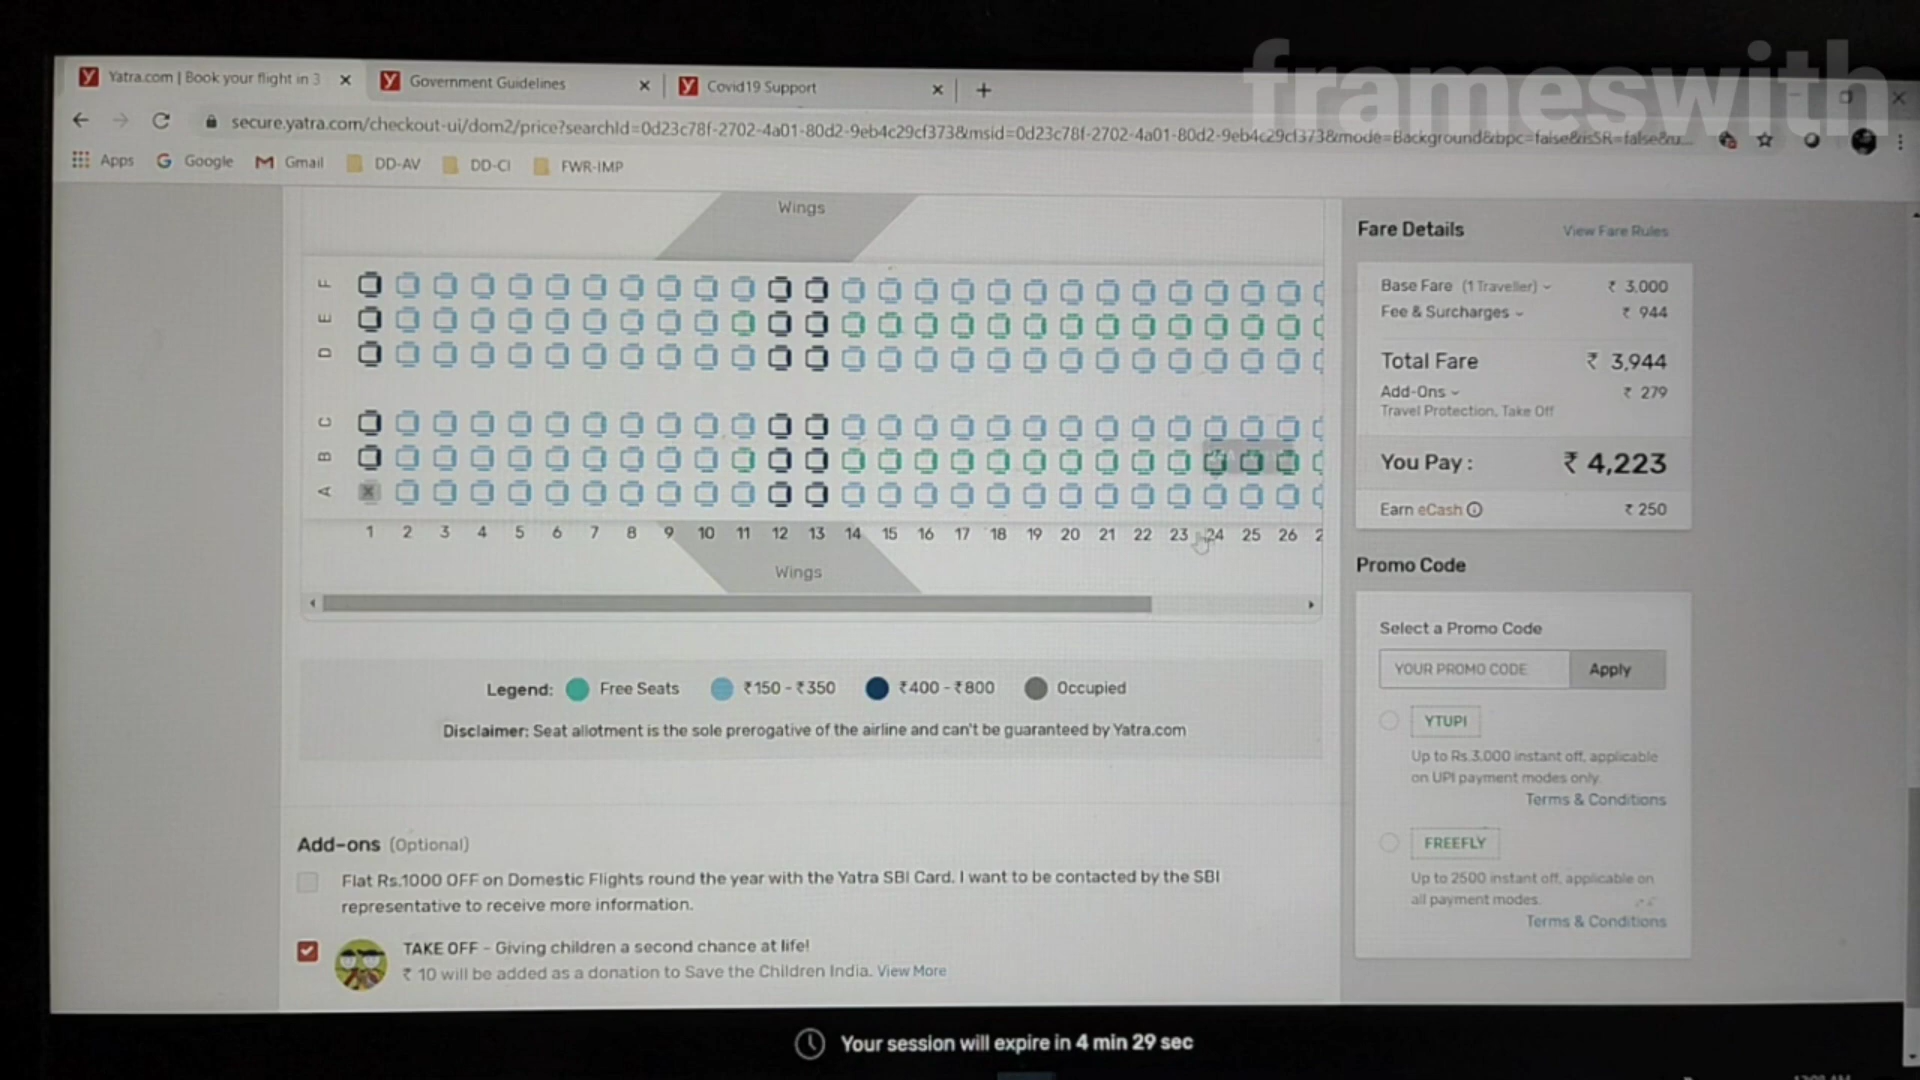 frameswith
Yatra.com | Book your flight in 3
Government Guidelines
Covid19 Support
secure.yatra.com/checkout-ui/dom2/price?searchId=0d23c78f-2702-4a01-80d2-9eb4c29cf373&msid=0d23c78f-2702-4a01-80d2-9eb4c29cf373&mode=Background&bpc=false&isSR=false&ru...
Apps Google Gmail DD-AV DD-CI FWR-IMP
Wings
F
E
D
C
B
A
1 2 3 4 5 6 7 8 9 10 11 12 13 14 15 16 17 18 19 20 21 22 23 24 25 26 2
Wings
Legend: Free Seats ₹150 - ₹350 ₹400 - ₹800 Occupied
Disclaimer: Seat allotment is the sole prerogative of the airline and can't be guaranteed by Yatra.com
Add-ons (Optional)
Flat Rs.1000 OFF on Domestic Flights round the year with the Yatra SBI Card. I want to be contacted by the SBI
representative to receive more information.
TAKE OFF - Giving children a second chance at life!
₹ 10 will be added as a donation to Save the Children India. View More
Fare Details View Fare Rules
Base Fare (1 Traveller) ₹ 3,000
Fee & Surcharges ₹ 944
Total Fare ₹ 3,944
Add-Ons ₹ 279
Travel Protection, Take Off
You Pay : ₹ 4,223
Earn eCash ₹ 250
Promo Code
Select a Promo Code
YOUR PROMO CODE Apply
YTUPI
Up to Rs.3,000 instant off, applicable
on UPI payment modes only.
Terms & Conditions
FREEFLY
Up to 2500 instant off, applicable on
all payment modes.
Terms & Conditions
Your session will expire in 4 min 29 sec